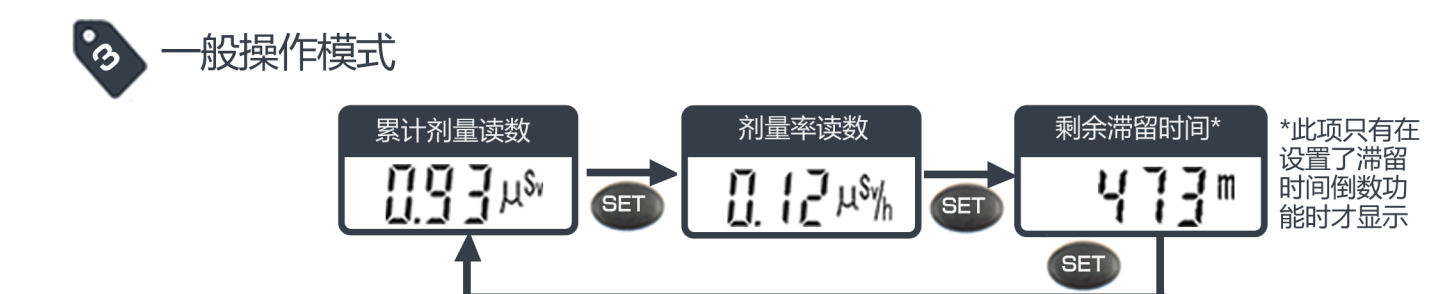 3
一般操作模式
累计剂量读数
0.93 μSv
SET
剂量率读数
0.12 μSv/h
SET
剩余滞留时间*
473 m
SET
*此项只有在
设置了滞留
时间倒数功
能时才显示